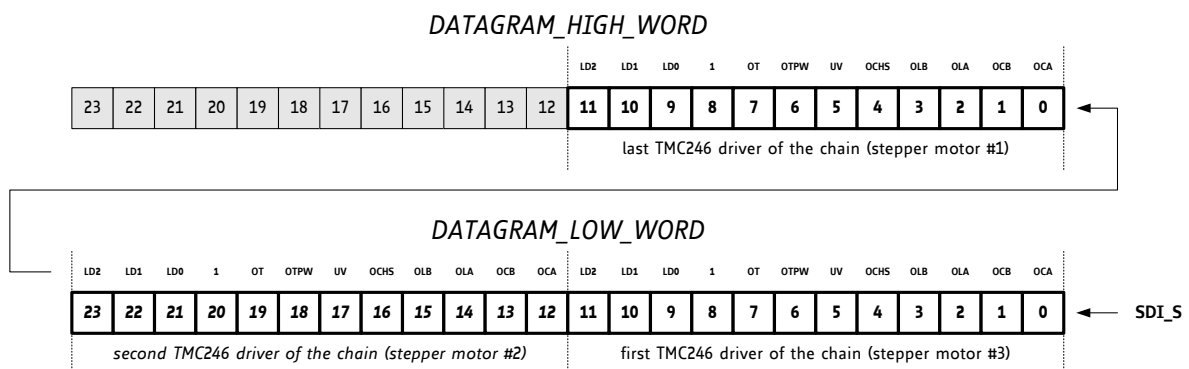 DATAGRAM_HIGH_WORD
LD2 LD1 LD0 1 OT OTPW UV OCHS OLB OLA OCB OCA
23 22 21 20 19 18 17 16 15 14 13 12 11 10 9 8 7 6 5 4 3 2 1 0
last TMC246 driver of the chain (stepper motor #1)
DATAGRAM_LOW_WORD
LD2 LD1 LD0 1 OT OTPW UV OCHS OLB OLA OCB OCA LD2 LD1 LD0 1 OT OTPW UV OCHS OLB OLA OCB OCA
23 22 21 20 19 18 17 16 15 14 13 12 11 10 9 8 7 6 5 4 3 2 1 0 SDI_S
second TMC246 driver of the chain (stepper motor #2) first TMC246 driver of the chain (stepper motor #3)